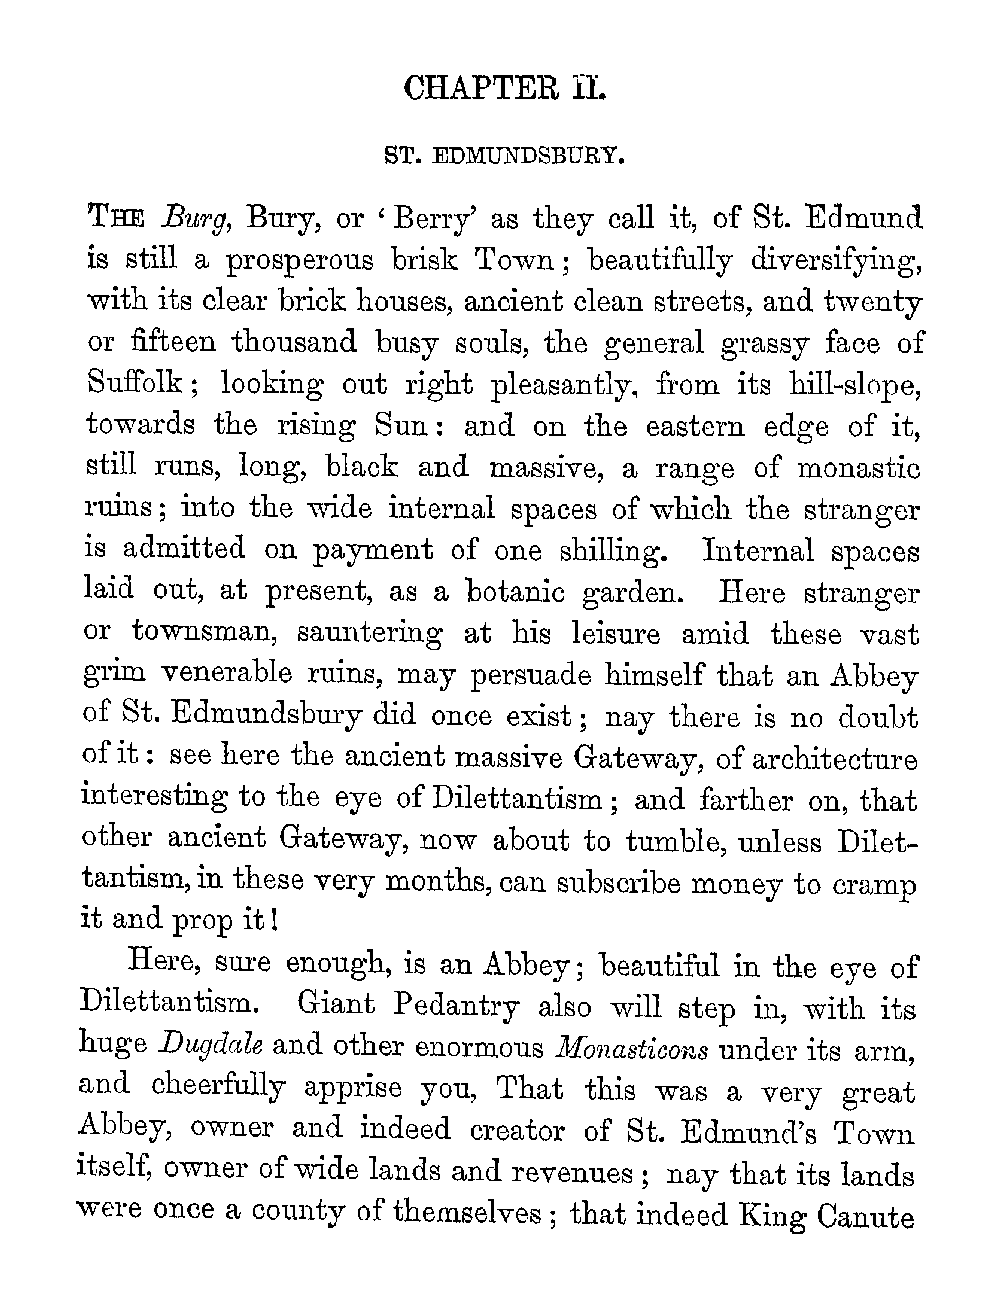 CHAPTER II.
ST. EDMUNDSBURY.
THE Burg, Bury, or ‘Berry’ as they call it, of St. Edmund
is still a prosperous brisk Town; beautifully diversifying,
with its clear brick houses, ancient clean streets, and twenty
or fifteen thousand busy souls, the general grassy face of
Suffolk; looking out right pleasantly, from its hill-slope,
towards the rising Sun: and on the eastern edge of it,
still runs, long, black and massive, a range of monastic
ruins; into the wide internal spaces of which the stranger
is admitted on payment of one shilling. Internal spaces
laid out, at present, as a botanic garden. Here stranger
or townsman, sauntering at his leisure amid these vast
grim venerable ruins, may persuade himself that an Abbey
of St. Edmundsbury did once exist; nay there is no doubt
of it: see here the ancient massive Gateway, of architecture
interesting to the eye of Dilettantism; and farther on, that
other ancient Gateway, now about to tumble, unless Dilet-
tantism, in these very months, can subscribe money to cramp
it and prop it!
Here, sure enough, is an Abbey; beautiful in the eye of
Dilettantism. Giant Pedantry also will step in, with its
huge Dugdale and other enormous Monasticons under its arm,
and cheerfully apprise you, That this was a very great
Abbey, owner and indeed creator of St. Edmund’s Town
itself, owner of wide lands and revenues; nay that its lands
were once a county of themselves; that indeed King Canute